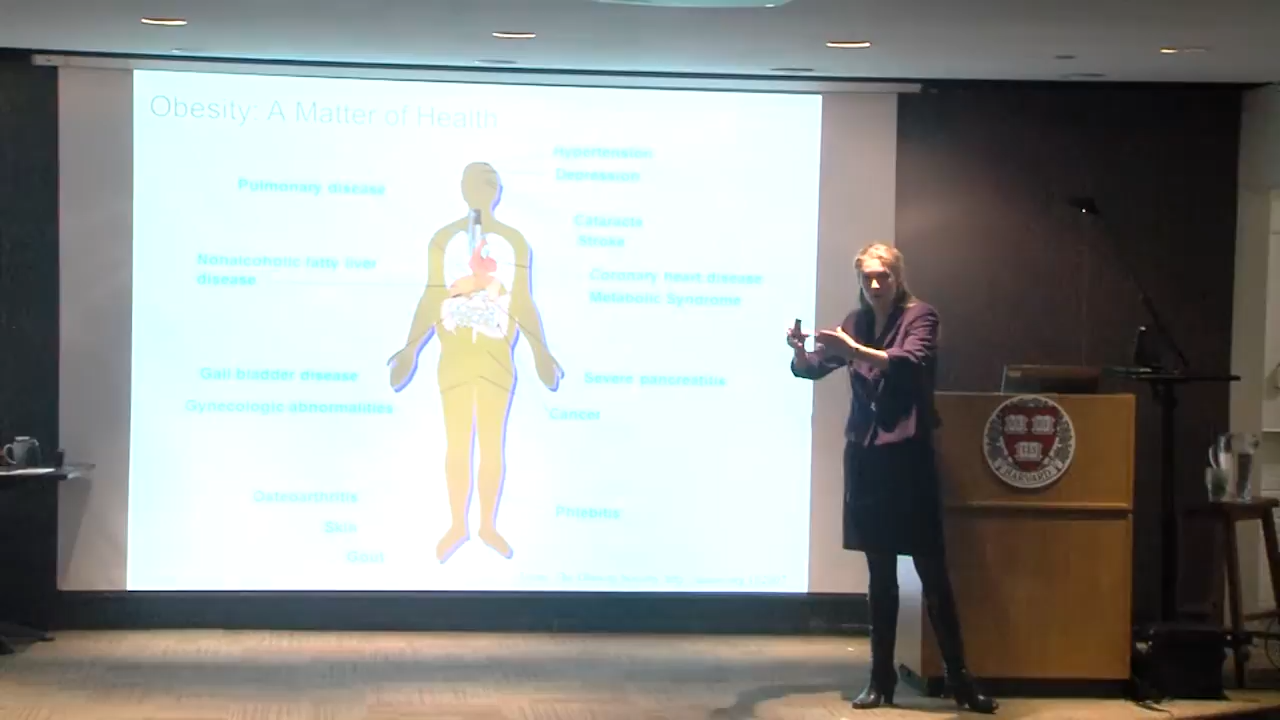 Obesity: A Matter of Health
Hypertension
Depression
Pulmonary disease
Cataracts
Stroke
Nonalcoholic fatty liver
disease
Coronary heart disease
Metabolic Syndrome
Gall bladder disease
Severe pancreatitis
Gynecologic abnormalities
Cancer
Osteoarthritis
Phlebitis
Skin
Gout
HARVARD